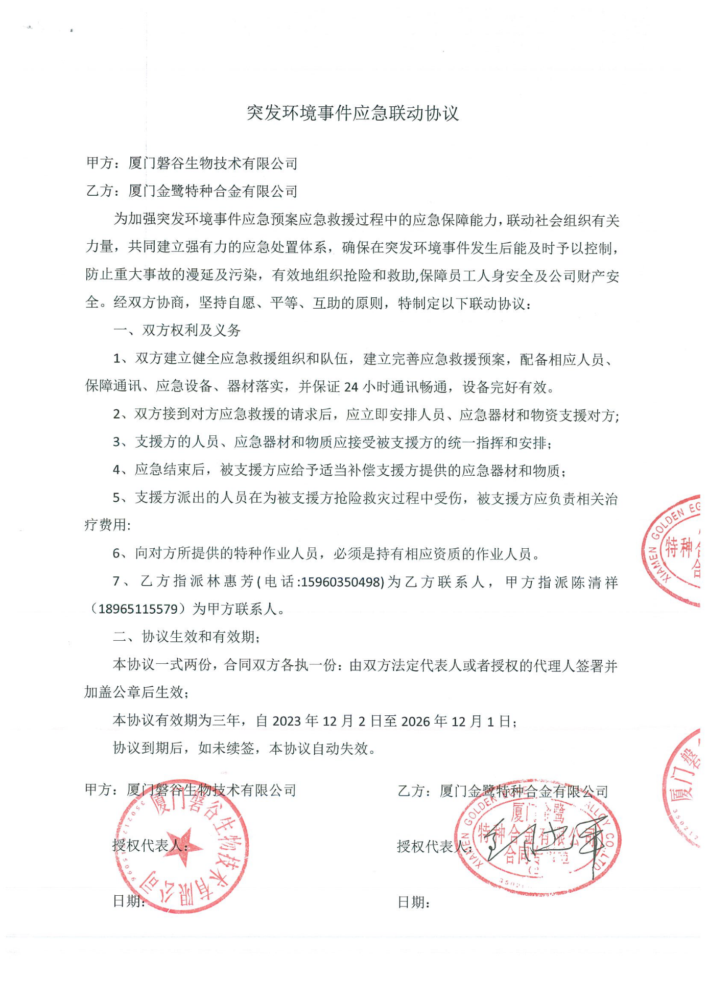 突发环境事件应急联动协议
甲方：厦门磐谷生物技术有限公司
乙方：厦门金鹭特种合金有限公司
为加强突发环境事件应急预案应急救援过程中的应急保障能力，联动社会组织有关
力量，共同建立强有力的应急处置体系，确保在突发环境事件发生后能及时予以控制，
防止重大事故的漫延及污染，有效地组织抢险和救助,保障员工人身安全及公司财产安
全。经双方协商，坚持自愿、平等、互助的原则，特制定以下联动协议：
一、双方权利及义务
1、双方建立健全应急救援组织和队伍，建立完善应急救援预案，配备相应人员、
保障通讯、应急设备、器材落实，并保证 24 小时通讯畅通，设备完好有效。
2、双方接到对方应急救援的请求后，应立即安排人员、应急器材和物资支援对方;
3、支援方的人员、应急器材和物质应接受被支援方的统一指挥和安排；
4、应急结束后，被支援方应给予适当补偿支援方提供的应急器材和物质；
5、支援方派出的人员在为被支援方抢险救灾过程中受伤，被支援方应负责相关治
疗费用:
6、向对方所提供的特种作业人员，必须是持有相应资质的作业人员。
7、乙方指派林惠芳(电话:15960350498)为乙方联系人，甲方指派陈清祥
（18965115579）为甲方联系人。
二、协议生效和有效期；
本协议一式两份，合同双方各执一份：由双方法定代表人或者授权的代理人签署并
加盖公章后生效；
本协议有效期为三年，自 2023 年 12 月 2 日至 2026 年 12 月 1 日；
协议到期后，如未续签，本协议自动失效。
甲方：厦门磐谷生物技术有限公司
乙方：厦门金鹭特种合金有限公司
授权代表人：
授权代表人：
日期：
日期：
厦门磐谷生物技术有限公司
XIAMEN GOLDEN EGRE ALLOY CO.,LTD
厦门金鹭
特种合金有限公司
合同
XIAMEN GOLDEN EG
特种合
合
厦门磐谷
350212